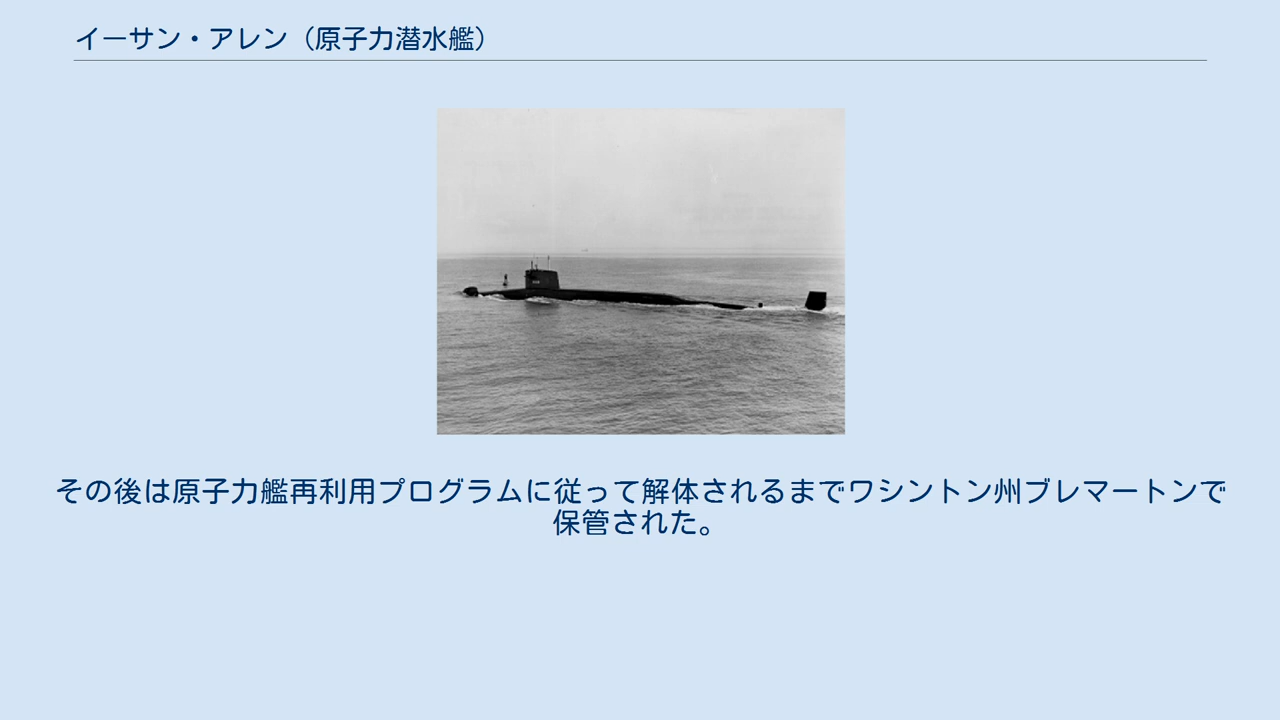 イーサン・アレン（原子力潜水艦）
その後は原子力艦再利用プログラムに従って解体されるまでワシントン州ブレマートンで
保管された。